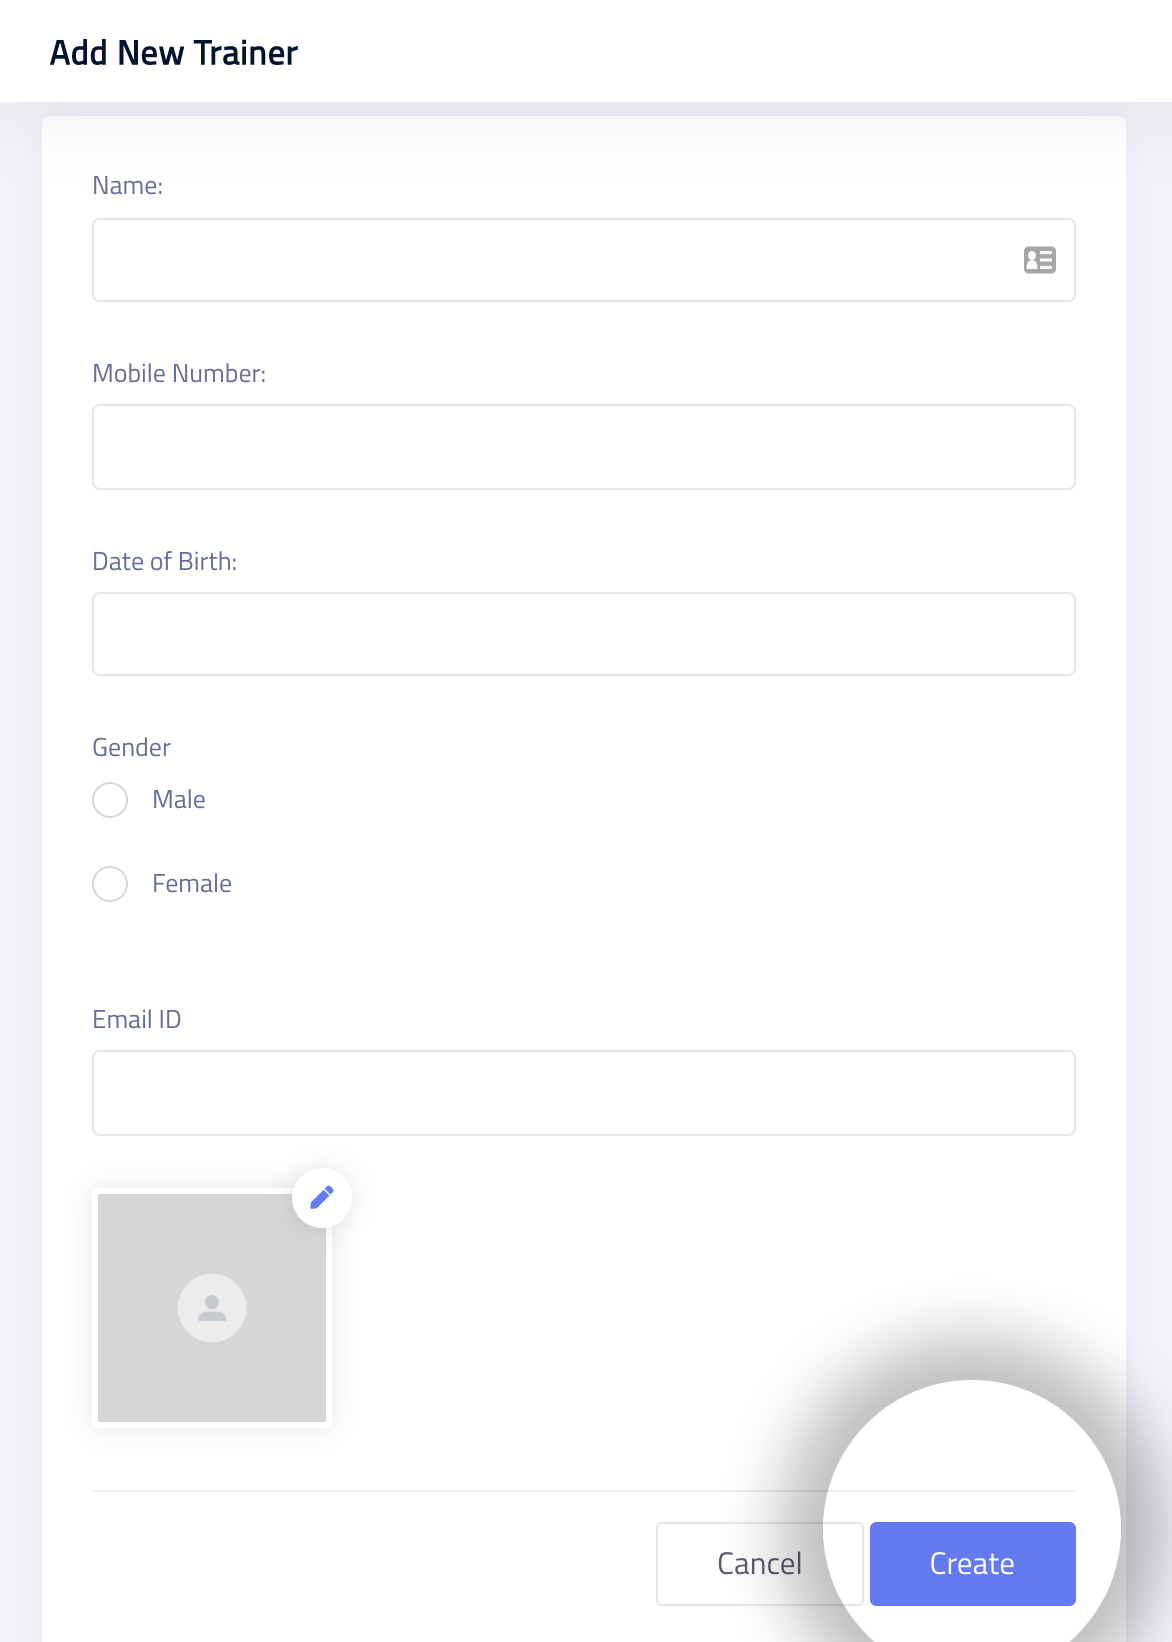 Add New Trainer
Name:
Mobile Number:
Date of Birth:
Gender
Male
Female
Email ID
Cancel
Create